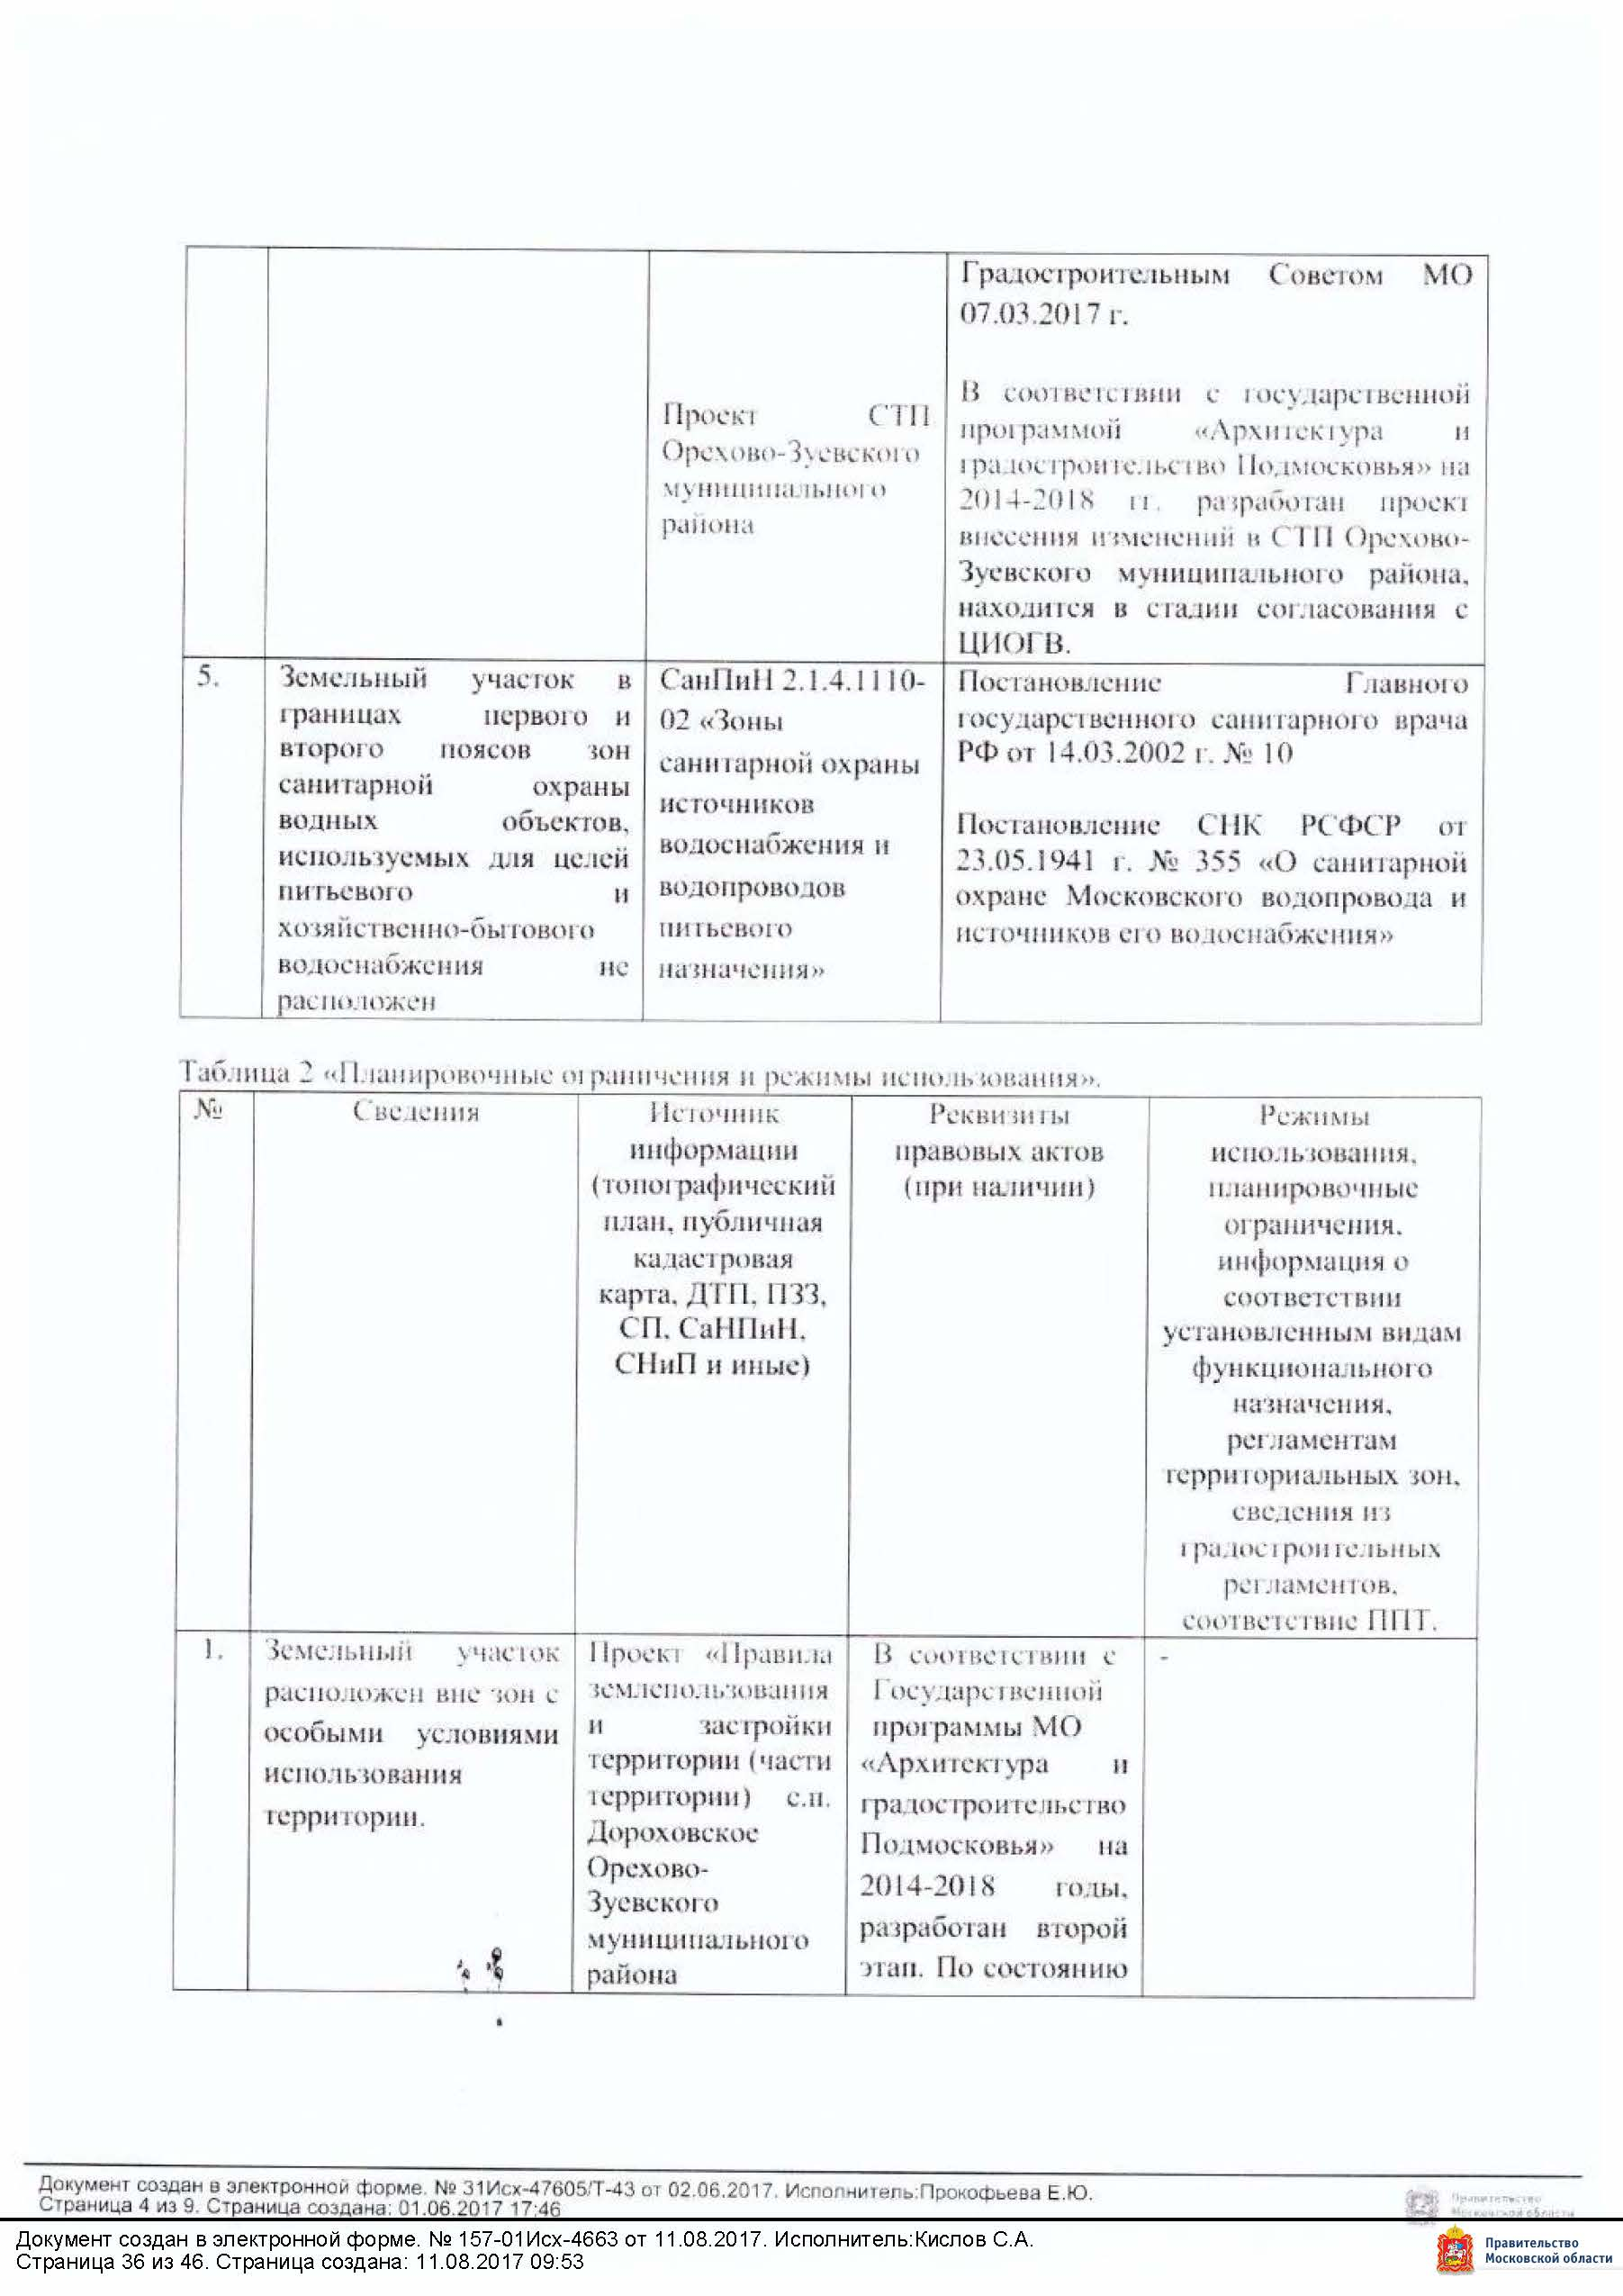 Градостроительным Советом МО
07.03.2017 г.
Проект СТП
Орехово-Зуевского
муниципального
района
В соответствии с государственной
программой «Архитектура и
градостроительство Подмосковья» на
2014-2018 гг. разработан проект
внесения изменений в СТП Орехово-
Зуевского муниципального района,
находится в стадии согласования с
ЦИОГВ.
5.
Земельный участок в
границах первого и
второго поясов зон
санитарной охраны
водных объектов,
используемых для целей
питьевого и
хозяйственно-бытового
водоснабжения не
расположен
СанПиН 2.1.4.1110-
02 «Зоны
санитарной охраны
источников
водоснабжения и
водопроводов
питьевого
назначения»
Постановление Главного
государственного санитарного врача
РФ от 14.03.2002 г. № 10
Постановление СНК РСФСР от
23.05.1941 г. № 355 «О санитарной
охране Московского водопровода и
источников его водоснабжения»
Таблица 2 «Планировочные ограничения и режимы использования».
№
Сведения
Источник
информации
(топографический
план, публичная
кадастровая
карта, ДТП, ПЗЗ,
СП, СаНПиН,
СНиП и иные)
Реквизиты
правовых актов
(при наличии)
Режимы
использования,
планировочные
ограничения,
информация о
соответствии
установленным видам
функционального
назначения,
регламентам
территориальных зон,
сведения из
градостроительных
регламентов,
соответствие ППТ.
1.
Земельный участок
расположен вне зон с
особыми условиями
использования
территории.
Проект «Правила
землепользования
и застройки
территории (части
территории) с.п.
Дороховское
Орехово-
Зуевского
муниципального
района
В соответствии с
Государственной
программы МО
«Архитектура и
градостроительство
Подмосковья» на
2014-2018 годы,
разработан второй
этап. По состоянию
-
Документ создан в электронной форме. № 31Исх-47605/Т-43 от 02.06.2017. Исполнитель:Прокофьева Е.Ю.
Страница 4 из 9. Страница создана: 01.06.2017 17:46
Правительство
Московской области
Документ создан в электронной форме. № 157-01Исх-4663 от 11.08.2017. Исполнитель:Кислов С.А.
Страница 36 из 46. Страница создана: 11.08.2017 09:53
Правительство
Московской области